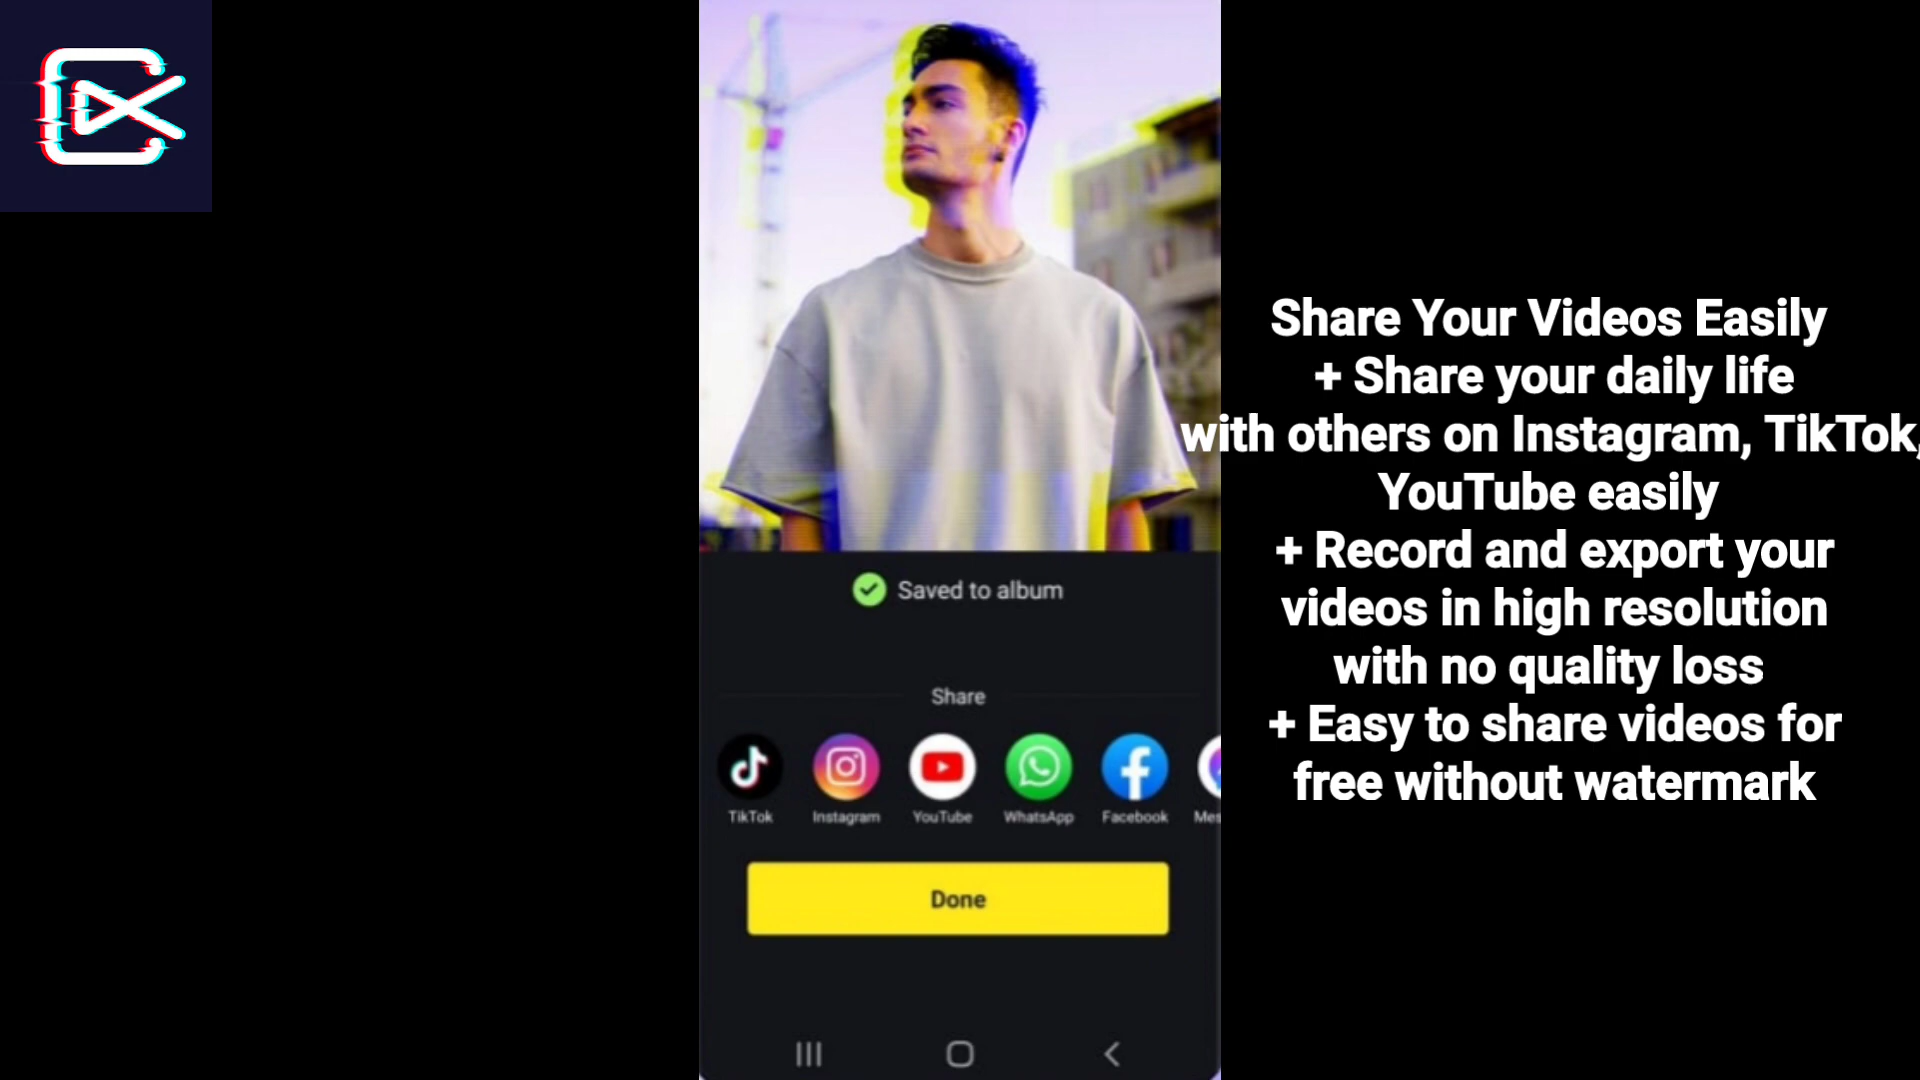 Saved to album
Share
TikTok
Instagram
YouTube
WhatsApp
Facebook
Mes
Done
Share Your Videos Easily
+ Share your daily life
with others on Instagram, TikTok,
YouTube easily
+ Record and export your
videos in high resolution
with no quality loss
+ Easy to share videos for
free without watermark